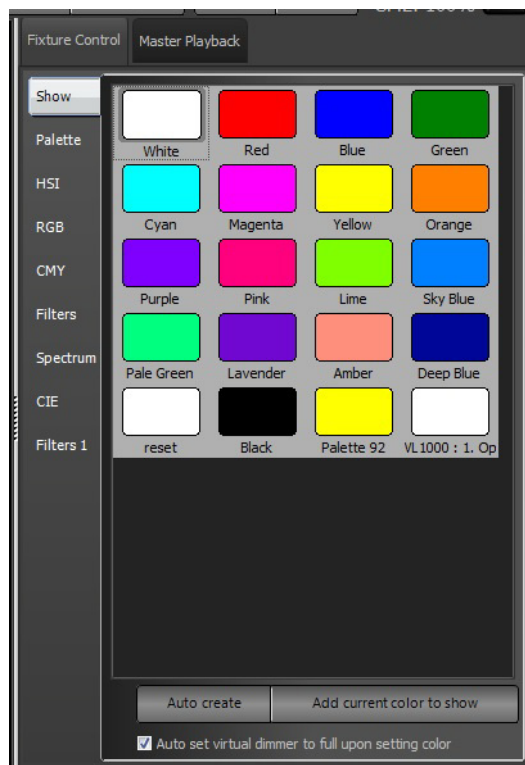 Fixture Control Master Playback
Show
Palette
HSI
RGB
CMY
Filters
Spectrum
CIE
Filters 1
White Red Blue Green
Cyan Magenta Yellow Orange
Purple Pink Lime Sky Blue
Pale Green Lavender Amber Deep Blue
reset Black Palette 92 VL1000 : 1. Op
Auto create Add current color to show
Auto set virtual dimmer to full upon setting color